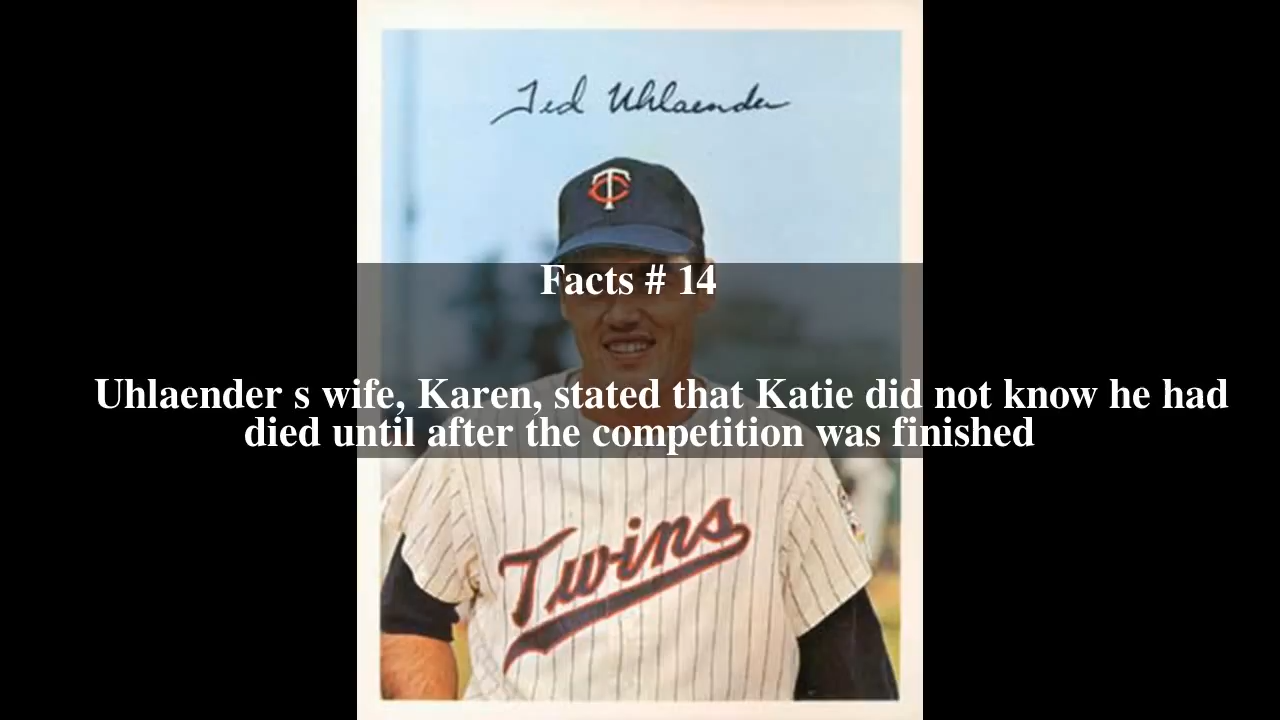 Ted Uhlaender
TC
Facts # 14
Uhlaender s wife, Karen, stated that Katie did not know he had
died until after the competition was finished
Twins